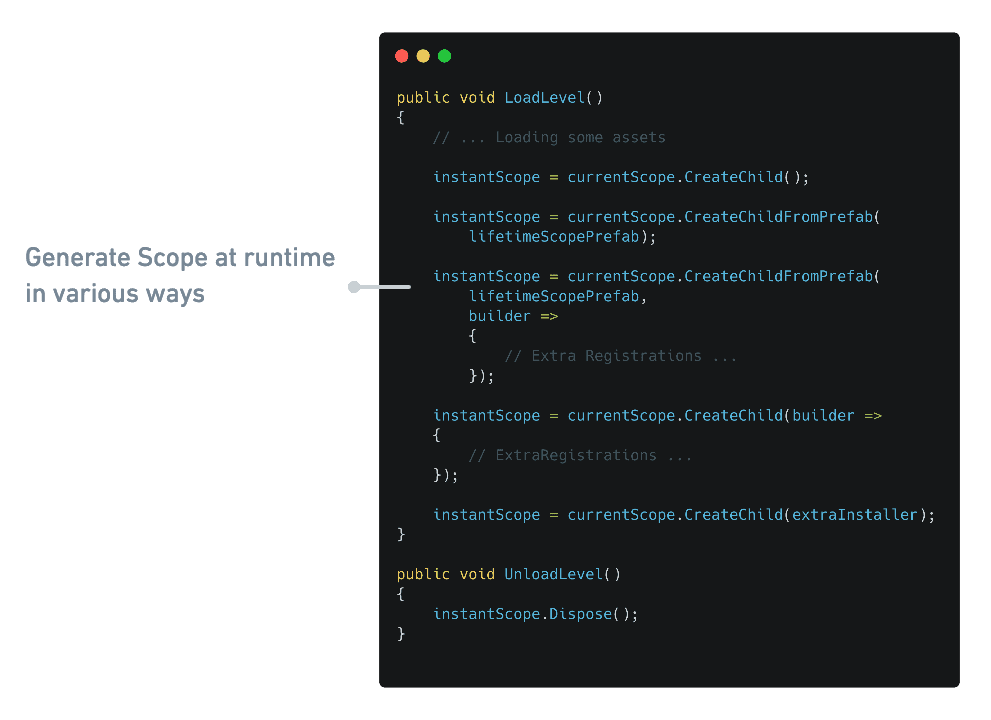 Generate Scope at runtime
in various ways
public void LoadLevel()
{
    // ... Loading some assets
    instantScope = currentScope.CreateChild();
    instantScope = currentScope.CreateChildFromPrefab(
        lifetimeScopePrefab);
    instantScope = currentScope.CreateChildFromPrefab(
        lifetimeScopePrefab,
        builder =>
        {
            // Extra Registrations ...
        });
    instantScope = currentScope.CreateChild(builder =>
    {
        // ExtraRegistrations ...
    });
    instantScope = currentScope.CreateChild(extraInstaller);
}
public void UnloadLevel()
{
    instantScope.Dispose();
}